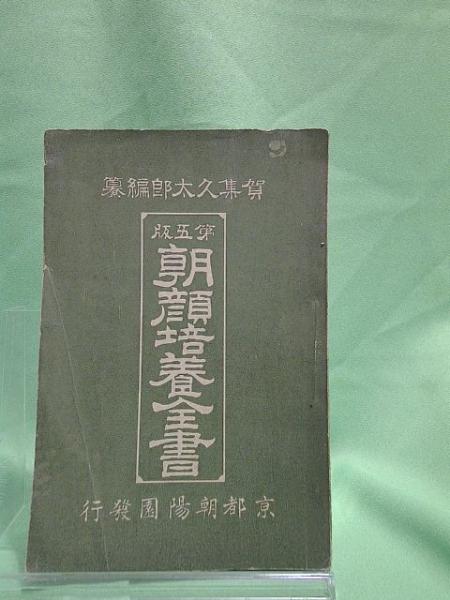 賀集久太郎編纂
第五版
朝顔培養全書
京都朝陽園發行